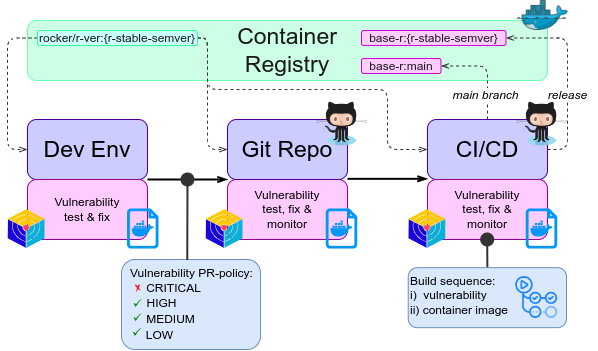 rocker/r-ver:{r-stable-semver}
Container
Registry
base-r:{r-stable-semver}
base-r:main
main branch
release
Dev Env
Git Repo
CI/CD
Vulnerability
test & fix
Vulnerability
test, fix &
monitor
Vulnerability
test, fix &
monitor
Vulnerability PR-policy:
✗ CRITICAL
✓ HIGH
✓ MEDIUM
✓ LOW
Build sequence:
i) vulnerability
ii) container image